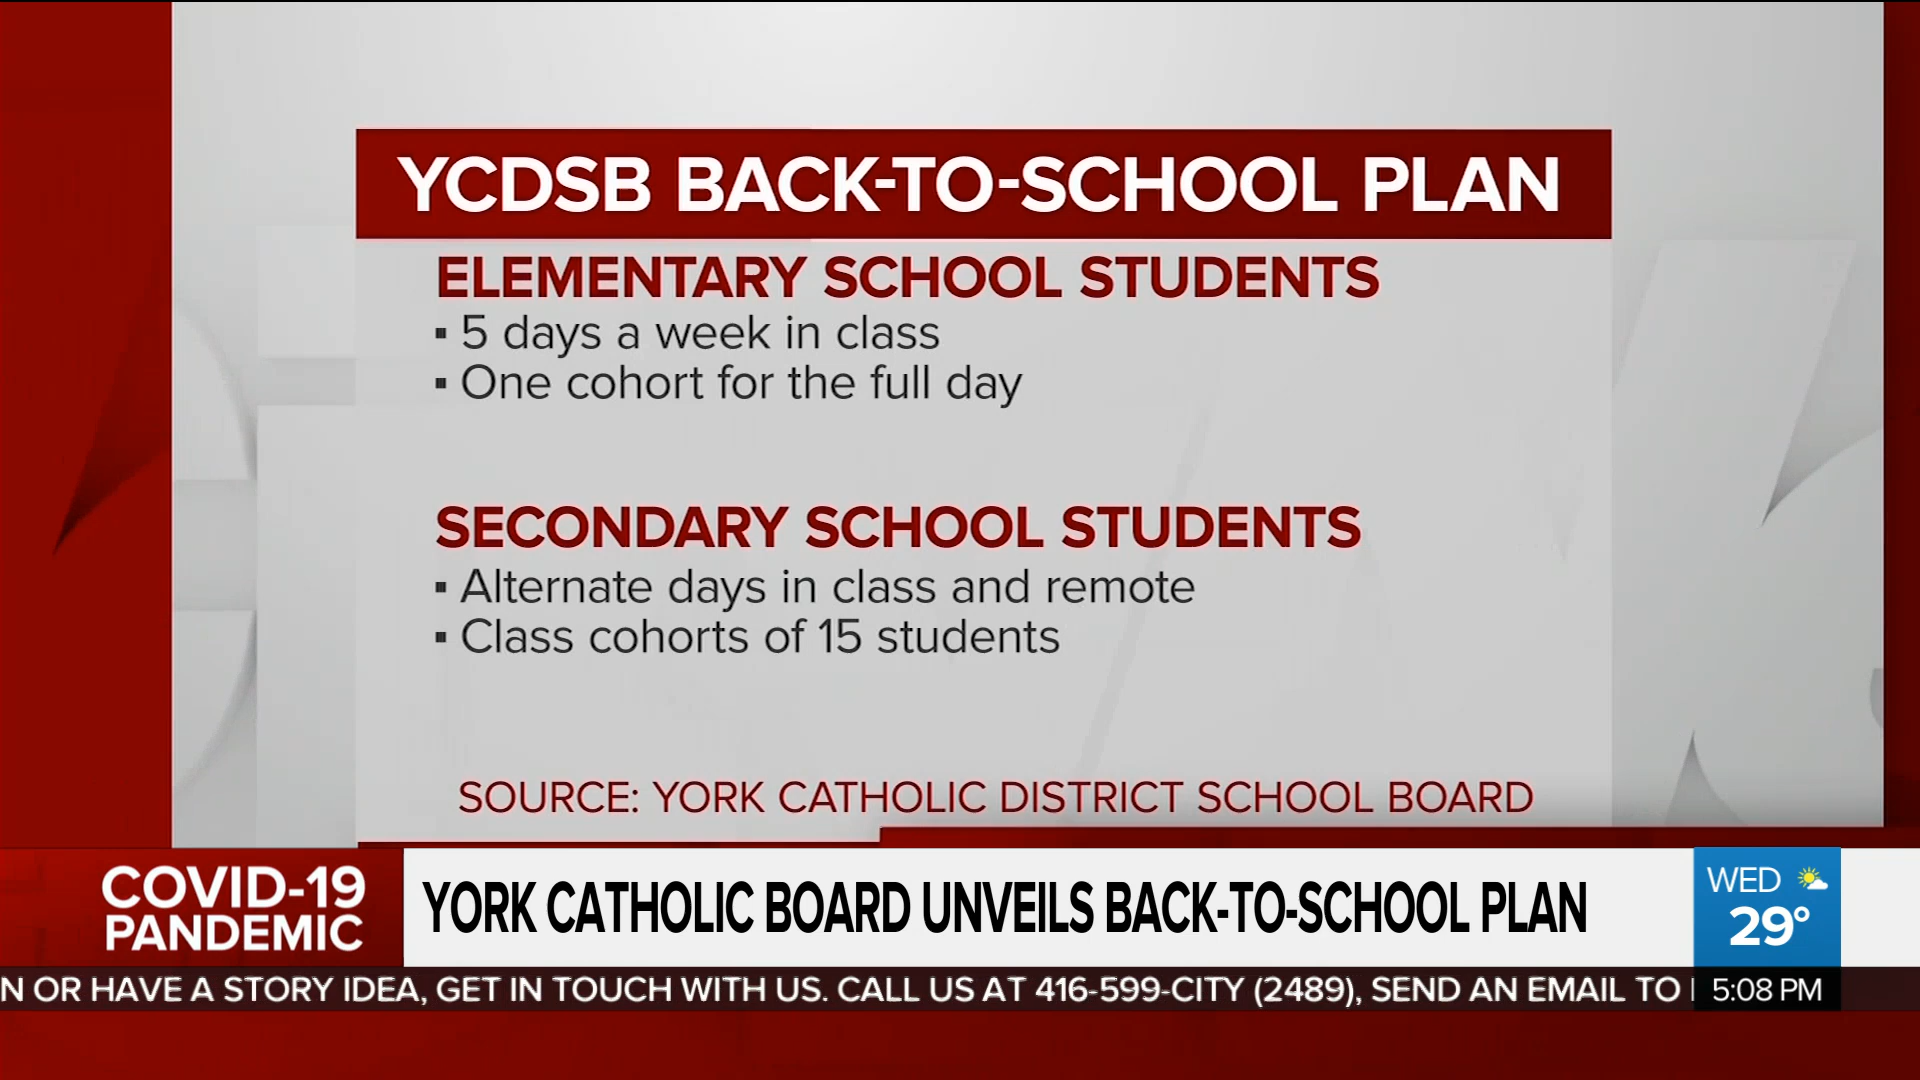 YCDSB BACK-TO-SCHOOL PLAN
ELEMENTARY SCHOOL STUDENTS
▪ 5 days a week in class
▪ One cohort for the full day
SECONDARY SCHOOL STUDENTS
▪ Alternate days in class and remote
▪ Class cohorts of 15 students
SOURCE: YORK CATHOLIC DISTRICT SCHOOL BOARD
COVID-19
PANDEMIC
YORK CATHOLIC BOARD UNVEILS BACK-TO-SCHOOL PLAN
WED
29°
N OR HAVE A STORY IDEA, GET IN TOUCH WITH US. CALL US AT 416-599-CITY (2489), SEND AN EMAIL TO
5:08 PM